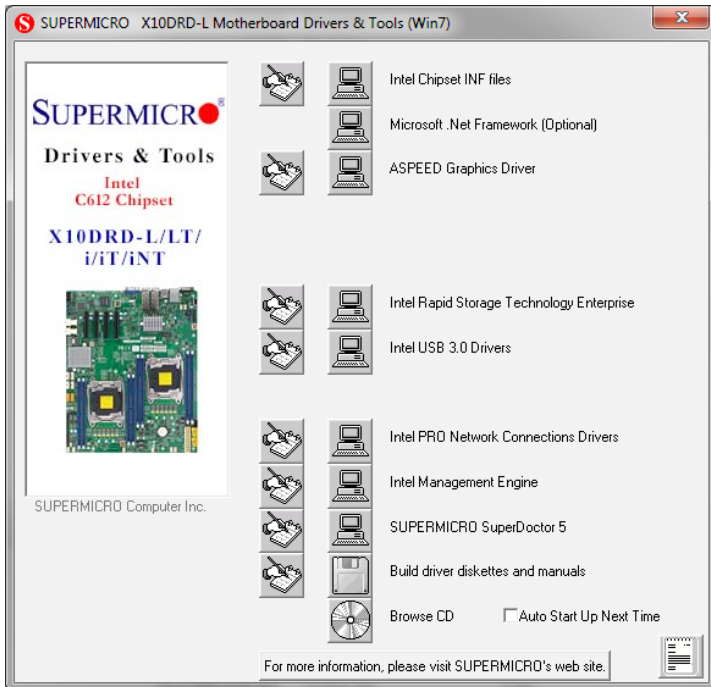 SUPERMICRO X10DRD-L Motherboard Drivers & Tools (Win7)
SUPERMICRO
Drivers & Tools
Intel
C612 Chipset
X10DRD-L/LT/
i/iT/iNT
SUPERMICRO Computer Inc.
Intel Chipset INF files
Microsoft .Net Framework (Optional)
ASPEED Graphics Driver
Intel Rapid Storage Technology Enterprise
Intel USB 3.0 Drivers
Intel PRO Network Connections Drivers
Intel Management Engine
SUPERMICRO SuperDoctor 5
Build driver diskettes and manuals
Browse CD Auto Start Up Next Time
For more information, please visit SUPERMICRO's web site.